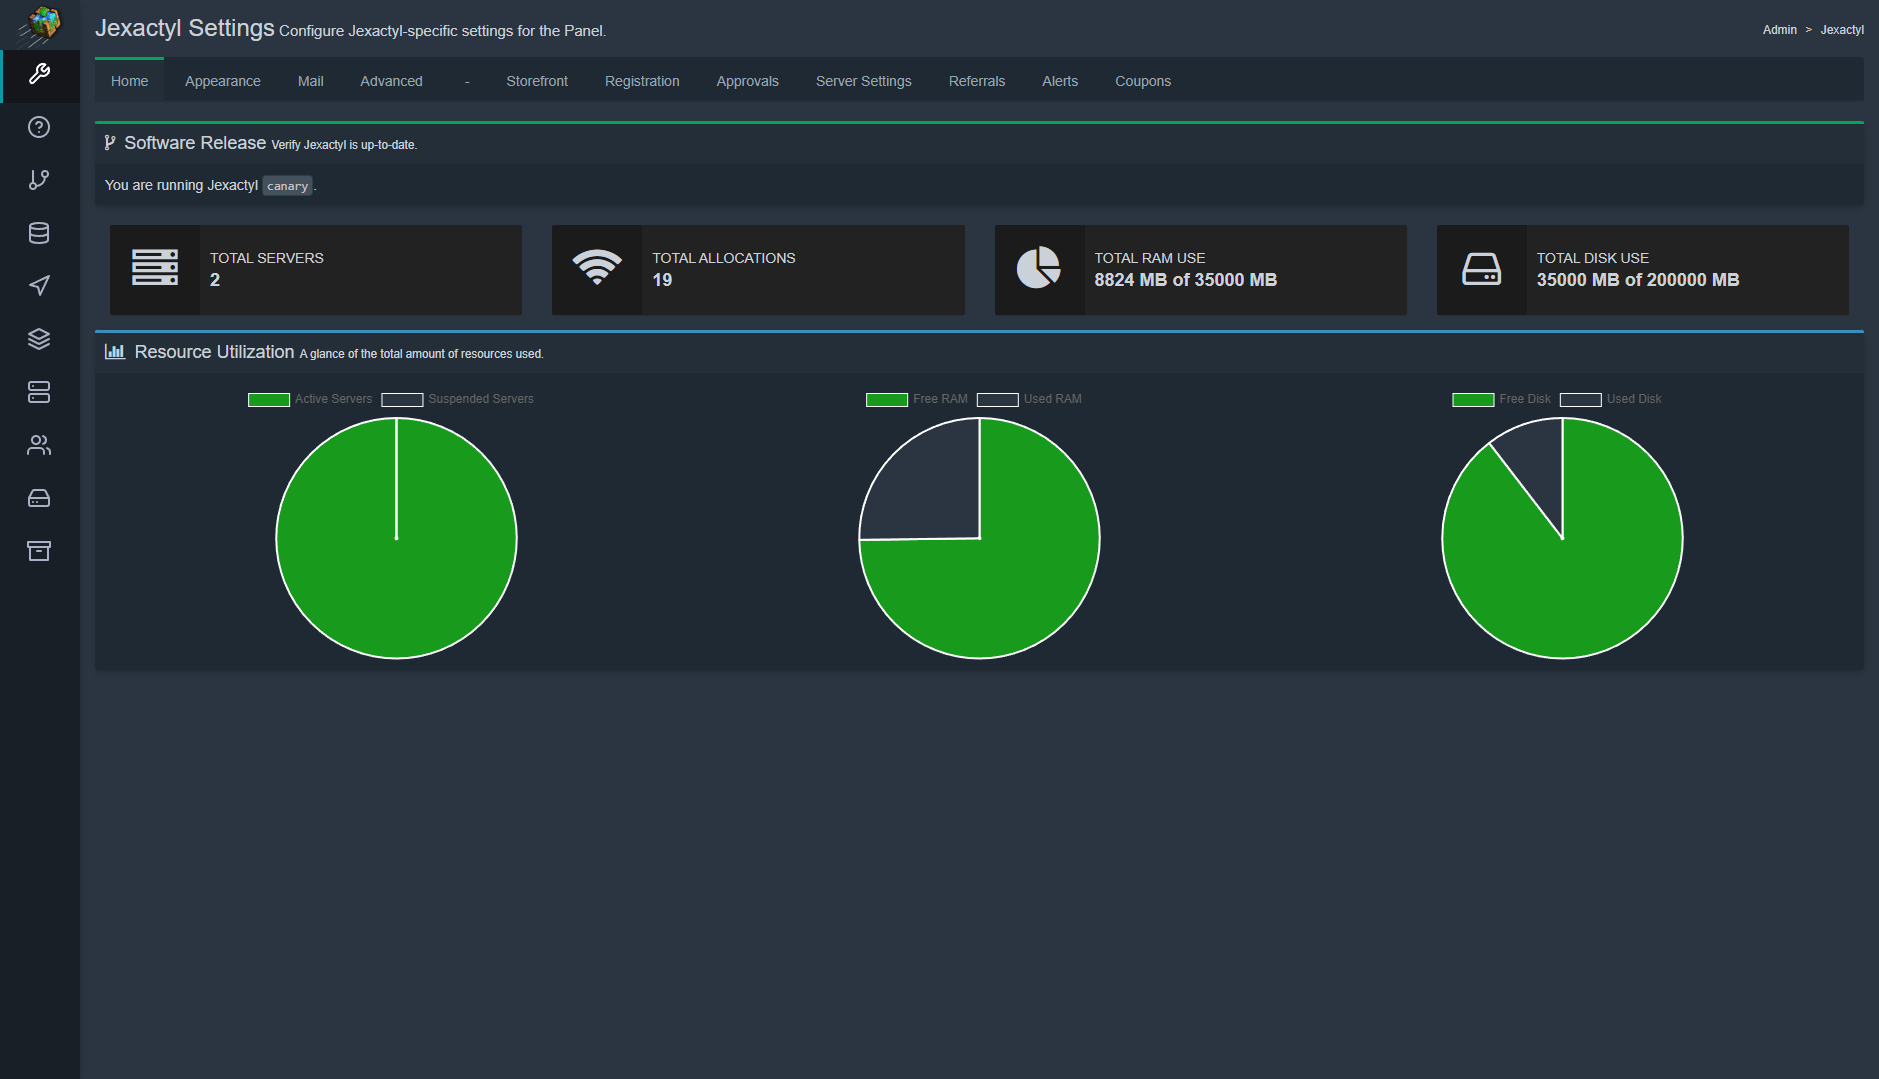 Jexactyl Settings Configure Jexactyl-specific settings for the Panel.
Admin > Jexactyl
Home Appearance Mail Advanced - Storefront Registration Approvals Server Settings Referrals Alerts Coupons
Software Release Verify Jexactyl is up-to-date.
You are running Jexactyl canary.
TOTAL SERVERS
2
TOTAL ALLOCATIONS
19
TOTAL RAM USE
8824 MB of 35000 MB
TOTAL DISK USE
35000 MB of 200000 MB
Resource Utilization A glance of the total amount of resources used.
Active Servers Suspended Servers
Free RAM Used RAM
Free Disk Used Disk